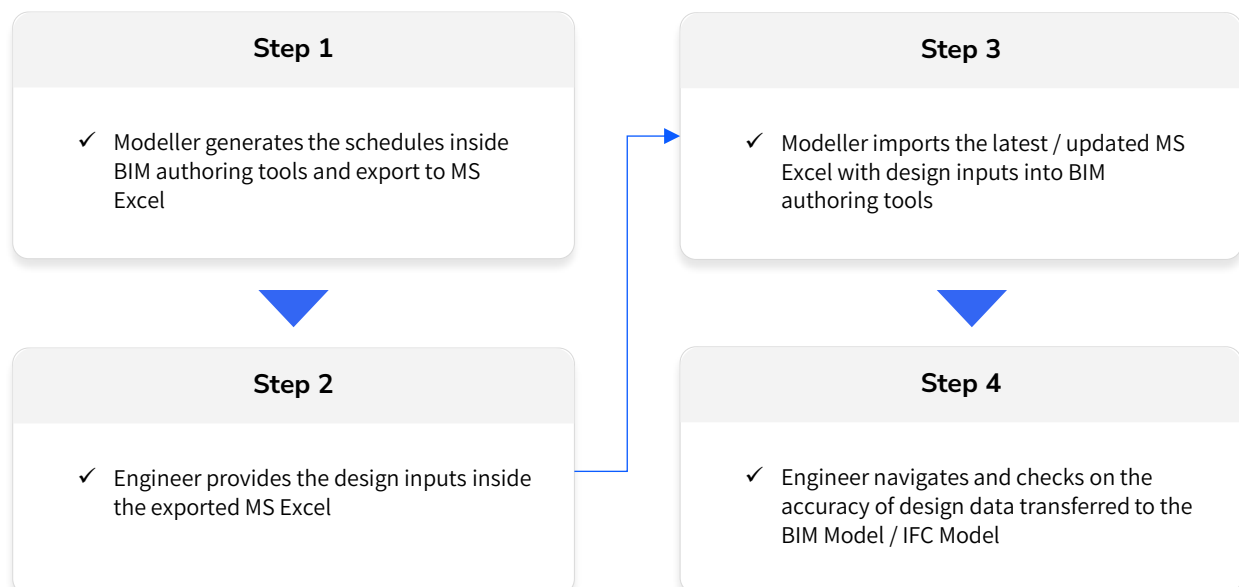 Step 1
✓ Modeller generates the schedules inside
BIM authoring tools and export to MS
Excel
Step 2
✓ Engineer provides the design inputs inside
the exported MS Excel
Step 3
✓ Modeller imports the latest / updated MS
Excel with design inputs into BIM
authoring tools
Step 4
✓ Engineer navigates and checks on the
accuracy of design data transferred to the
BIM Model / IFC Model